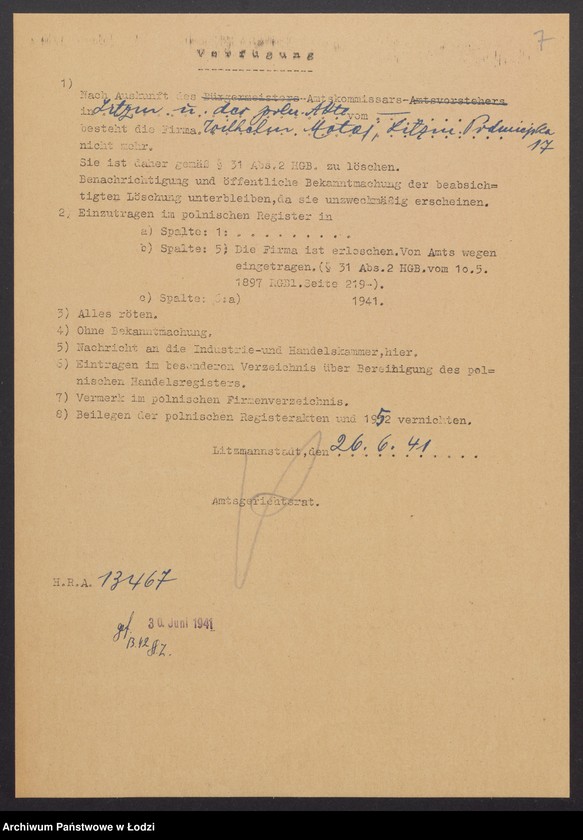 7
Verfügung
1)
Nach Auskunft des Bürgermeisters-Amtskommissars-Amtsvorstehers
in Litzm. u. der poln. Akte vom
besteht die Firma Wilhelm Motas, Litzm.
17
nicht mehr.
Sie ist daher gemäß § 31 Abs.2 HGB. zu löschen.
Benachrichtigung und öffentliche Bekanntmachung der beabsich=
tigten Löschung unterbleiben,da sie unzweckmäßig erscheinen.
2, Einzutragen im polnischen Register in
a) Spalte: 1: . . . . . . . . .
b) Spalte: 5; Die Firma ist erloschen.Von Amts wegen
eingetragen.(§ 31 Abs.2 HGB.vom 1o.5.
1897 RGBl.Seite 219-).
c) Spalte: 6:a) 1941.
3) Alles röten.
4) Ohne Bekanntmachung.
5) Nachricht an die Industrie-und Handelskammer,hier.
6) Eintragen im besonderen Verzeichnis über Bereinigung des pol=
nischen Handelsregisters.
7) Vermerk im polnischen Firmenverzeichnis.
8) Beilegen der polnischen Registerakten und 1952 vernichten.
Litzmannstadt,den 26. 6. 41
Amtsgerichtsrat.
H.R.A. 13467
gef. 30. Juni 1941
Archiwum Państwowe w Łodzi